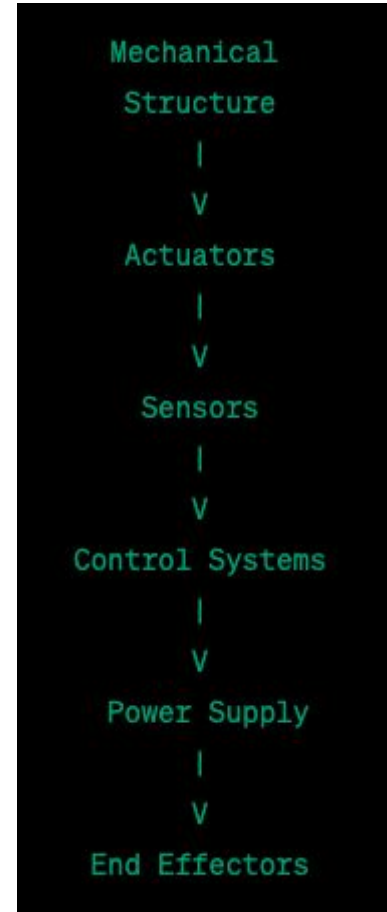 Mechanical
Structure
|
V
Actuators
|
V
Sensors
|
V
Control Systems
|
V
Power Supply
|
V
End Effectors